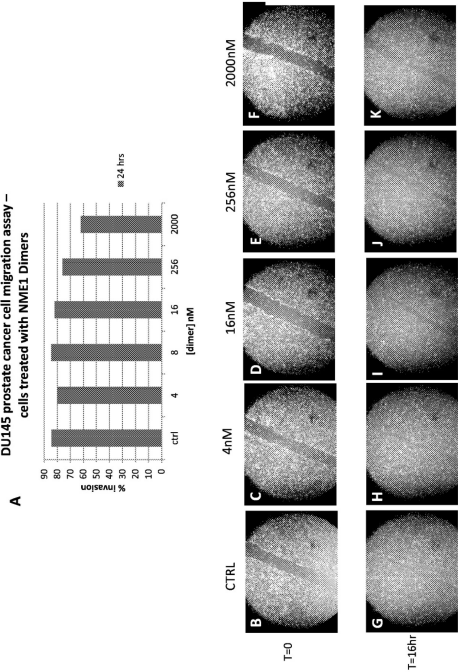 DU145 prostate cancer cell migration assay –
cells treated with NME1 Dimers
A
90
80
70
60
50
40
30
20
10
0
% invasion
ctrl 4 8 16 256 2000
[dimer] nM
24 hrs
CTRL 4nM 16nM 256nM 2000nM
T=0
B C D E F
T=16hr
G H I J K